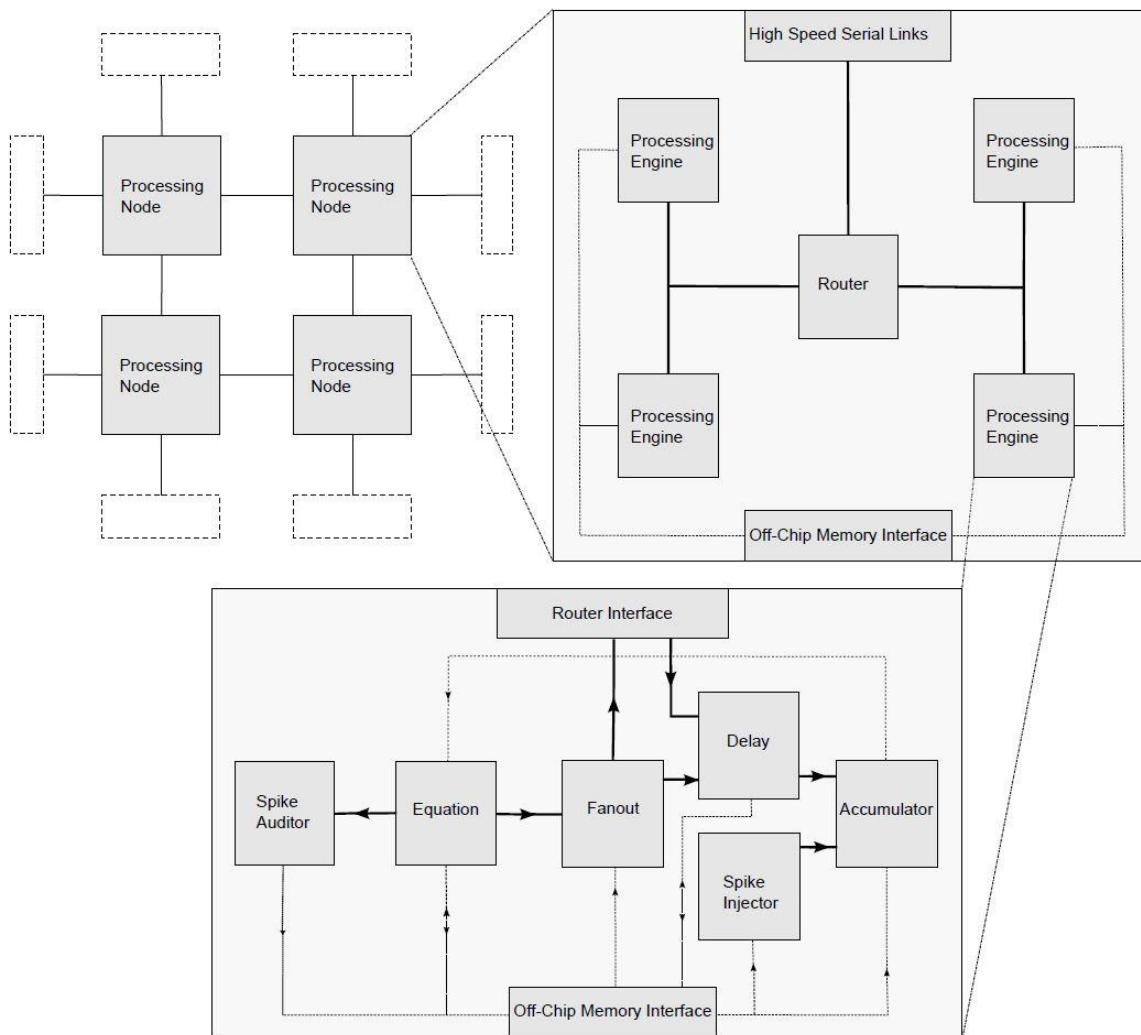 High Speed Serial Links
Processing
Node
Processing
Node
Processing
Node
Processing
Node
Processing
Engine
Processing
Engine
Router
Processing
Engine
Processing
Engine
Off-Chip Memory Interface
Router Interface
Spike
Auditor
Equation
Fanout
Delay
Accumulator
Spike
Injector
Off-Chip Memory Interface